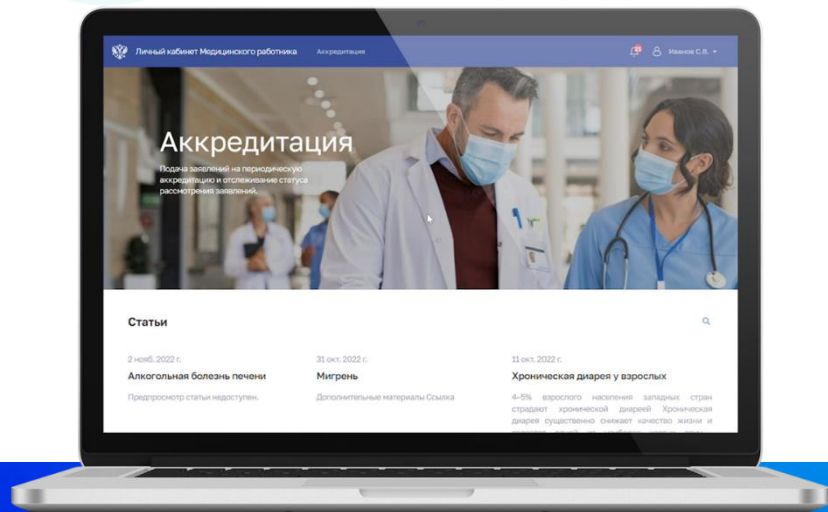 Личный кабинет Медицинского работника
Аккредитация
23
Иванов С.В.
Аккредитация
Подача заявлений на периодическую
аккредитацию и отслеживание статуса
рассмотрения заявлений.
Статьи
2 нояб. 2022 г.
Алкогольная болезнь печени
Предпросмотр статьи недоступен.
31 окт. 2022 г.
Мигрень
Дополнительные материалы Ссылка
11 окт. 2022 г.
Хроническая диарея у взрослых
4–5% взрослого населения западных стран
страдают хронической диареей Хроническая
диарея существенно снижает качество жизни и